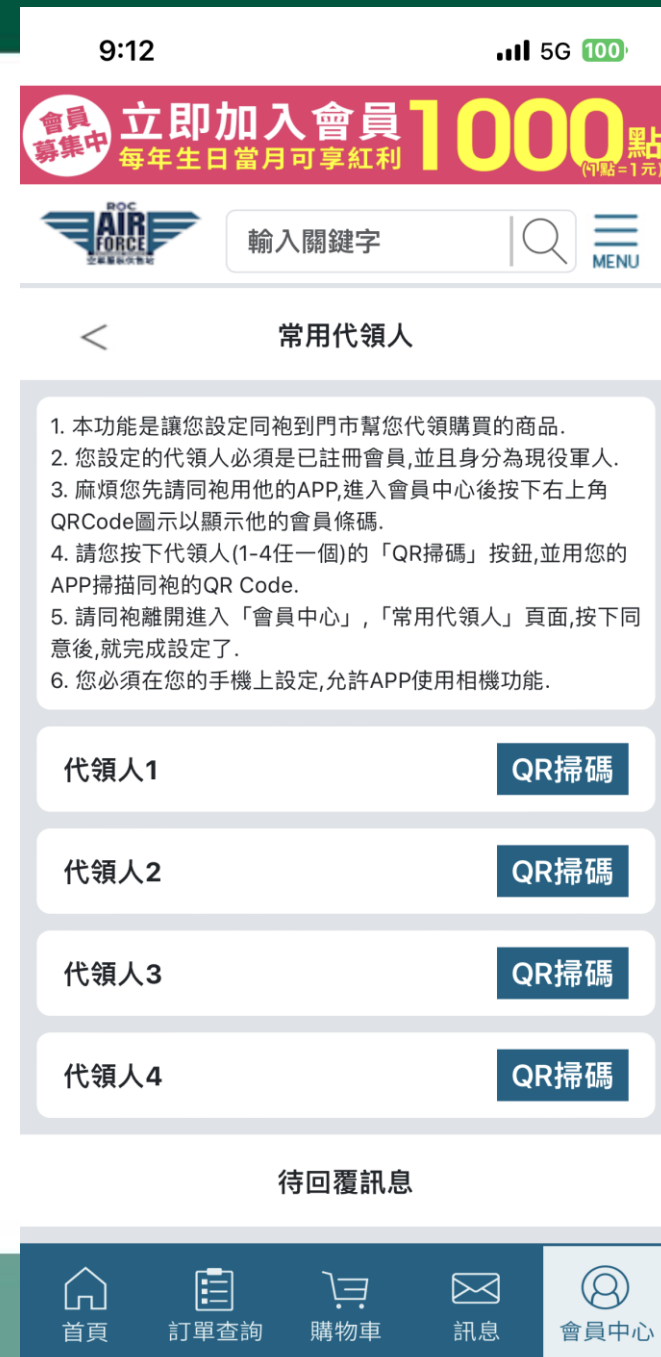 9:12
5G 100
會員
募集中
立即加入會員
每年生日當月可享紅利
1000點
(1點=1元)
ROC
AIR
FORCE
空軍服裝供售站
輸入關鍵字
MENU
<
常用代領人
1. 本功能是讓您設定同袍到門市幫您代領購買的商品.
2. 您設定的代領人必須是已註冊會員,並且身分為現役軍人.
3. 麻煩您先請同袍用他的APP,進入會員中心後按下右上角
QRCode圖示以顯示他的會員條碼.
4. 請您按下代領人(1-4任一個)的「QR掃碼」按鈕,並用您的
APP掃描同袍的QR Code.
5. 請同袍離開進入「會員中心」,「常用代領人」頁面,按下同
意後,就完成設定了.
6. 您必須在您的手機上設定,允許APP使用相機功能.
代領人1 QR掃碼
代領人2 QR掃碼
代領人3 QR掃碼
代領人4 QR掃碼
待回覆訊息
首頁 訂單查詢 購物車 訊息 會員中心